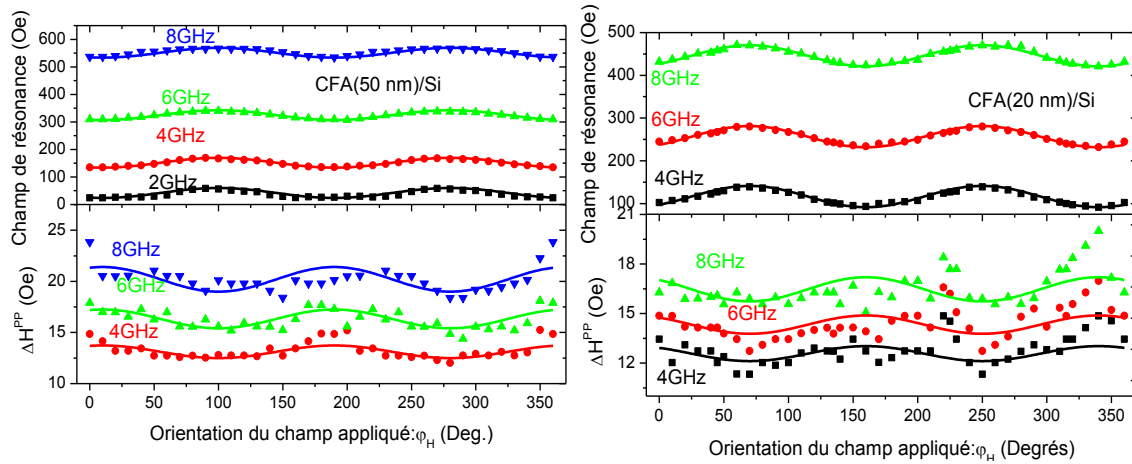 Champ de résonance (Oe)
600
500
400
300
200
100
0
8GHz
CFA(50 nm)/Si
6GHz
4GHz
2GHz
ΔH^PP (Oe)
25
20
15
10
8GHz
6GHz
4GHz
0 50 100 150 200 250 300 350
Orientation du champ appliqué:φ_H (Deg.)
Champ de résonance (Oe)
500
400
300
200
100
8GHz
6GHz
CFA(20 nm)/Si
4GHz
ΔH^PP (Oe)
21
18
15
12
8GHz
6GHz
4GHz
0 50 100 150 200 250 300 350
Orientation du champ appliqué:φ_H (Degrés)